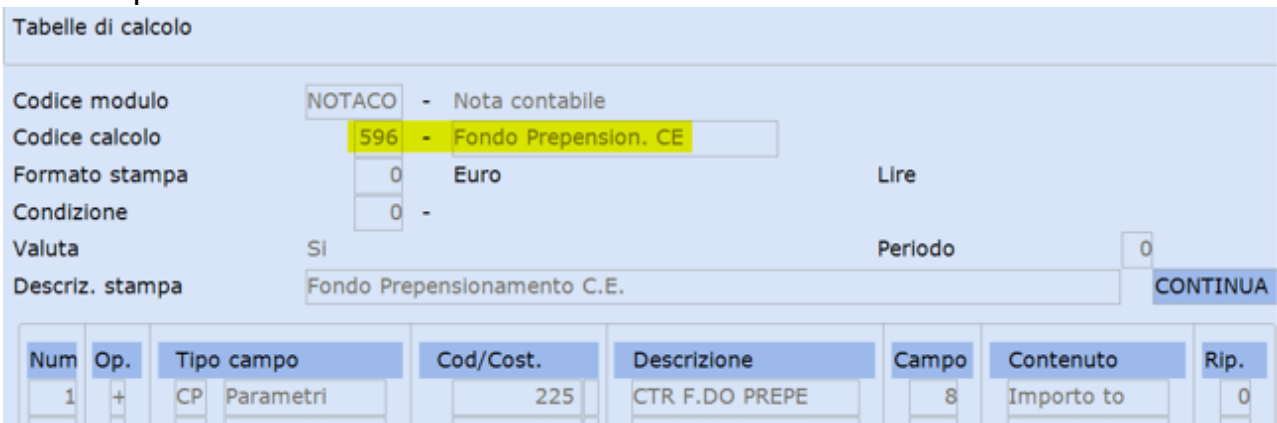 Tabelle di calcolo
Codice modulo NOTACO - Nota contabile
Codice calcolo 596 - Fondo Prepension. CE
Formato stampa 0 Euro Lire
Condizione 0 -
Valuta Si Periodo 0
Descriz. stampa Fondo Prepensionamento C.E. CONTINUA
Num Op. Tipo campo Cod/Cost. Descrizione Campo Contenuto Rip.
1 + CP Parametri 225 CTR F.DO PREPE 8 Importo to 0